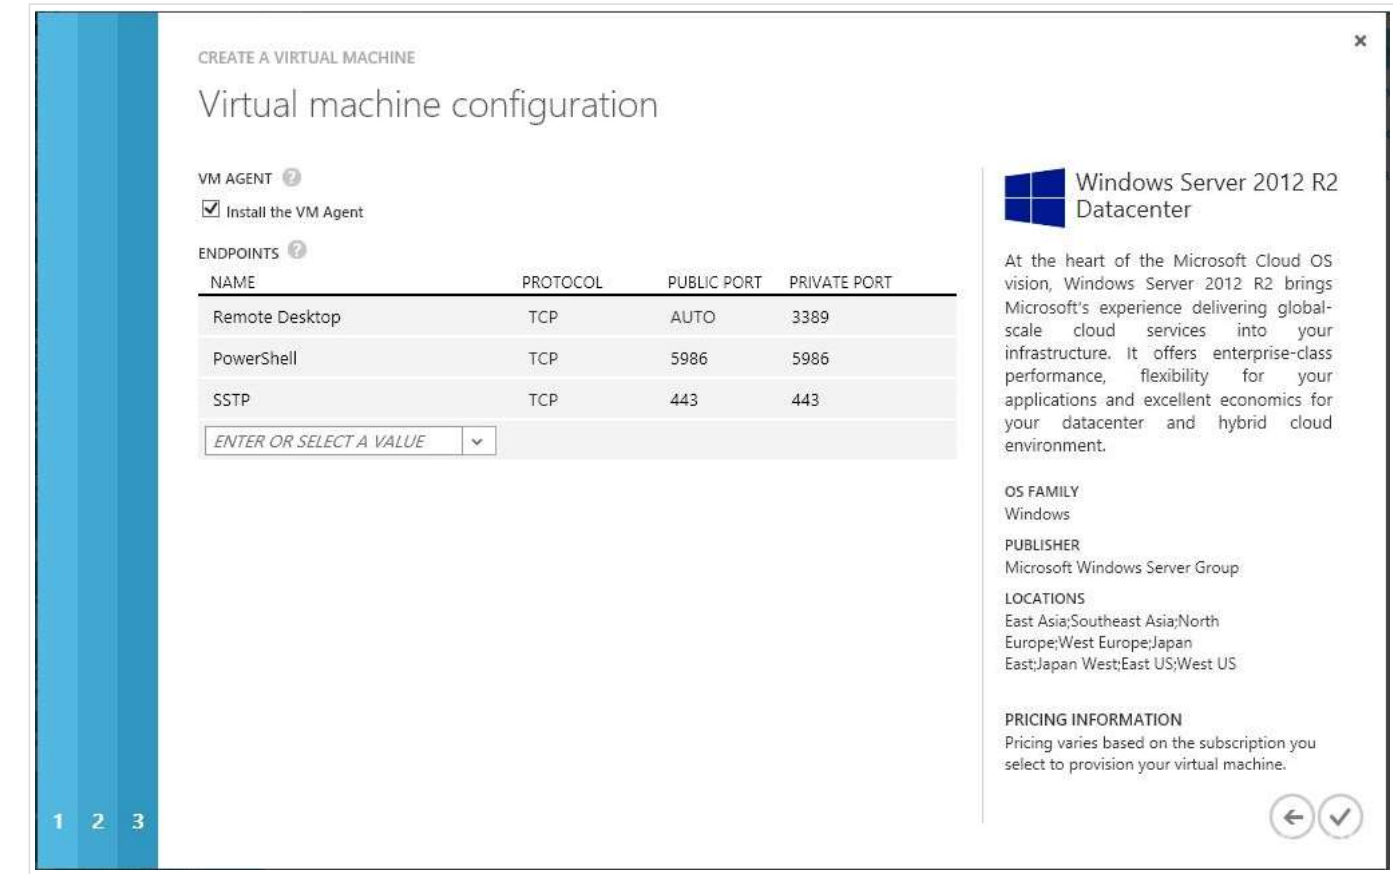 CREATE A VIRTUAL MACHINE
Virtual machine configuration
VM AGENT ?
Install the VM Agent
ENDPOINTS ?
NAME PROTOCOL PUBLIC PORT PRIVATE PORT
Remote Desktop TCP AUTO 3389
PowerShell TCP 5986 5986
SSTP TCP 443 443
ENTER OR SELECT A VALUE
Windows Server 2012 R2
Datacenter
At the heart of the Microsoft Cloud OS
vision, Windows Server 2012 R2 brings
Microsoft's experience delivering global-
scale cloud services into your
infrastructure. It offers enterprise-class
performance, flexibility for your
applications and excellent economics for
your datacenter and hybrid cloud
environment.
OS FAMILY
Windows
PUBLISHER
Microsoft Windows Server Group
LOCATIONS
East Asia;Southeast Asia;North
Europe;West Europe;Japan
East;Japan West;East US;West US
PRICING INFORMATION
Pricing varies based on the subscription you
select to provision your virtual machine.
1 2 3